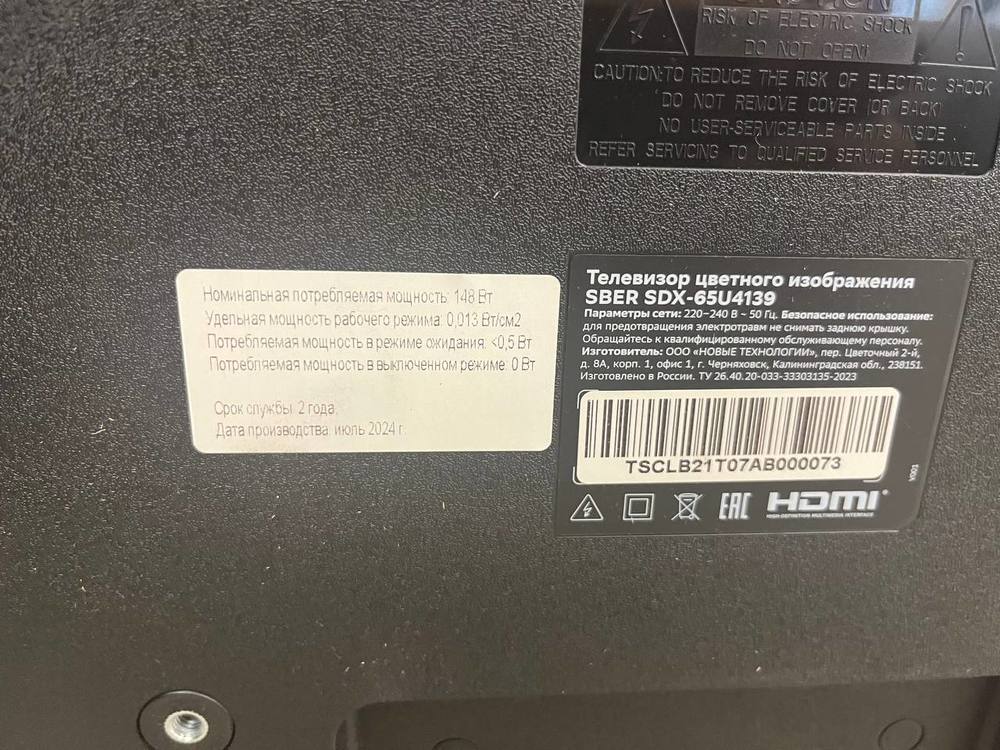 RISK OF ELECTRIC SHOCK
DO NOT OPEN!
CAUTION:TO REDUCE THE RISK OF ELECTRIC SHOCK
DO NOT REMOVE COVER (OR BACK)
NO USER-SERVICEABLE PARTS INSIDE .
REFER SERVICING TO QUALIFIED SERVICE PERSONNEL
Номинальная потребляемая мощность: 148 Вт
Удельная мощность рабочего режима: 0,013 Вт/см2
Потребляемая мощность в режиме ожидания: <0,5 Вт
Потребляемая мощность в выключенном режиме: 0 Вт
Срок службы: 2 года,
Дата производства: июль 2024 г.
Телевизор цветного изображения
SBER SDX-65U4139
Параметры сети: 220-240 В ~ 50 Гц. Безопасное использование:
для предотвращения электротравм не снимать заднюю крышку.
Обращайтесь к квалифицированному обслуживающему персоналу.
Изготовитель: ООО «НОВЫЕ ТЕХНОЛОГИИ», пер. Цветочный 2-й,
д. 8А, корп. 1, офис 1, г. Черняховск, Калининградская обл., 238151.
Изготовлено в России. ТУ 26.40.20-033-33303135-2023
TSCLB21T07AB000073
EAC HDMI
HIGH-DEFINITION MULTIMEDIA INTERFACE